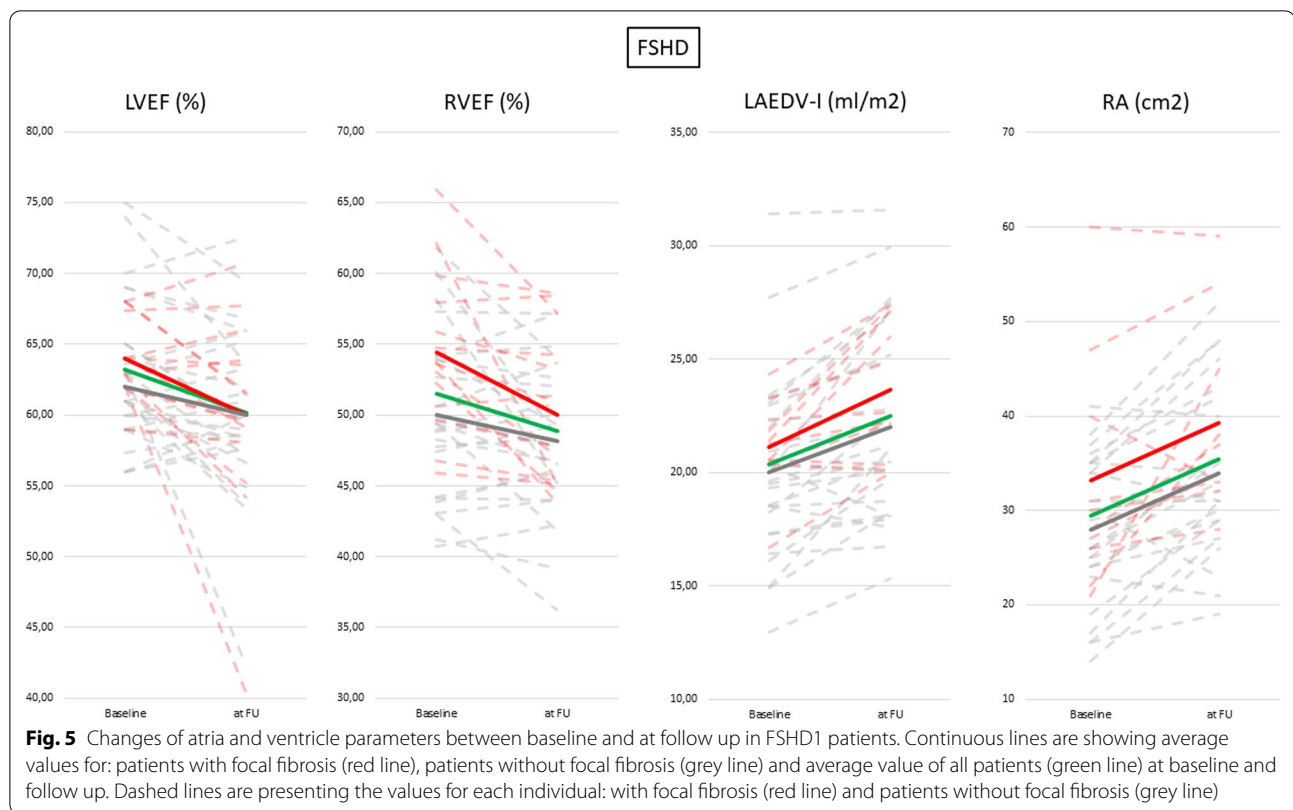 FSHD
LVEF (%)
RVEF (%)
LAEDV-I (ml/m2)
RA (cm2)
80,00
75,00
70,00
65,00
60,00
55,00
50,00
45,00
40,00
Baseline
at FU
70,00
65,00
60,00
55,00
50,00
45,00
40,00
35,00
30,00
Baseline
at FU
35,00
30,00
25,00
20,00
15,00
10,00
Baseline
at FU
70
60
50
40
30
20
10
Baseline
at FU
Fig. 5 Changes of atria and ventricle parameters between baseline and at follow up in FSHD1 patients. Continuous lines are showing average
values for: patients with focal fibrosis (red line), patients without focal fibrosis (grey line) and average value of all patients (green line) at baseline and
follow up. Dashed lines are presenting the values for each individual: with focal fibrosis (red line) and patients without focal fibrosis (grey line)